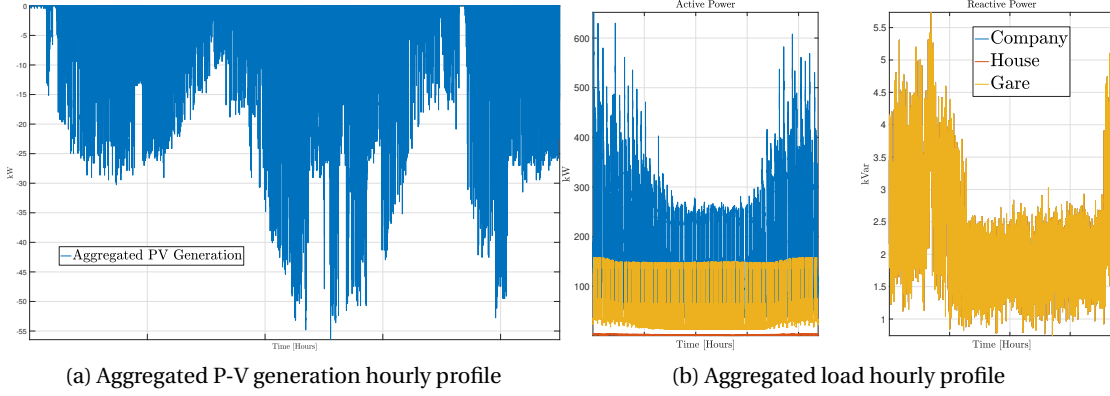 0
-5
-10
-15
-20
-25
-30
-35
-40
-45
-50
-55
kW
Aggregated PV Generation
Time [Hours]
(a) Aggregated P-V generation hourly profile
Active Power
600
500
400
300
200
100
kW
Time [Hours]
Reactive Power
5.5
5
4.5
4
3.5
3
2.5
2
1.5
1
kVar
Company
House
Gare
Time [Hours]
(b) Aggregated load hourly profile